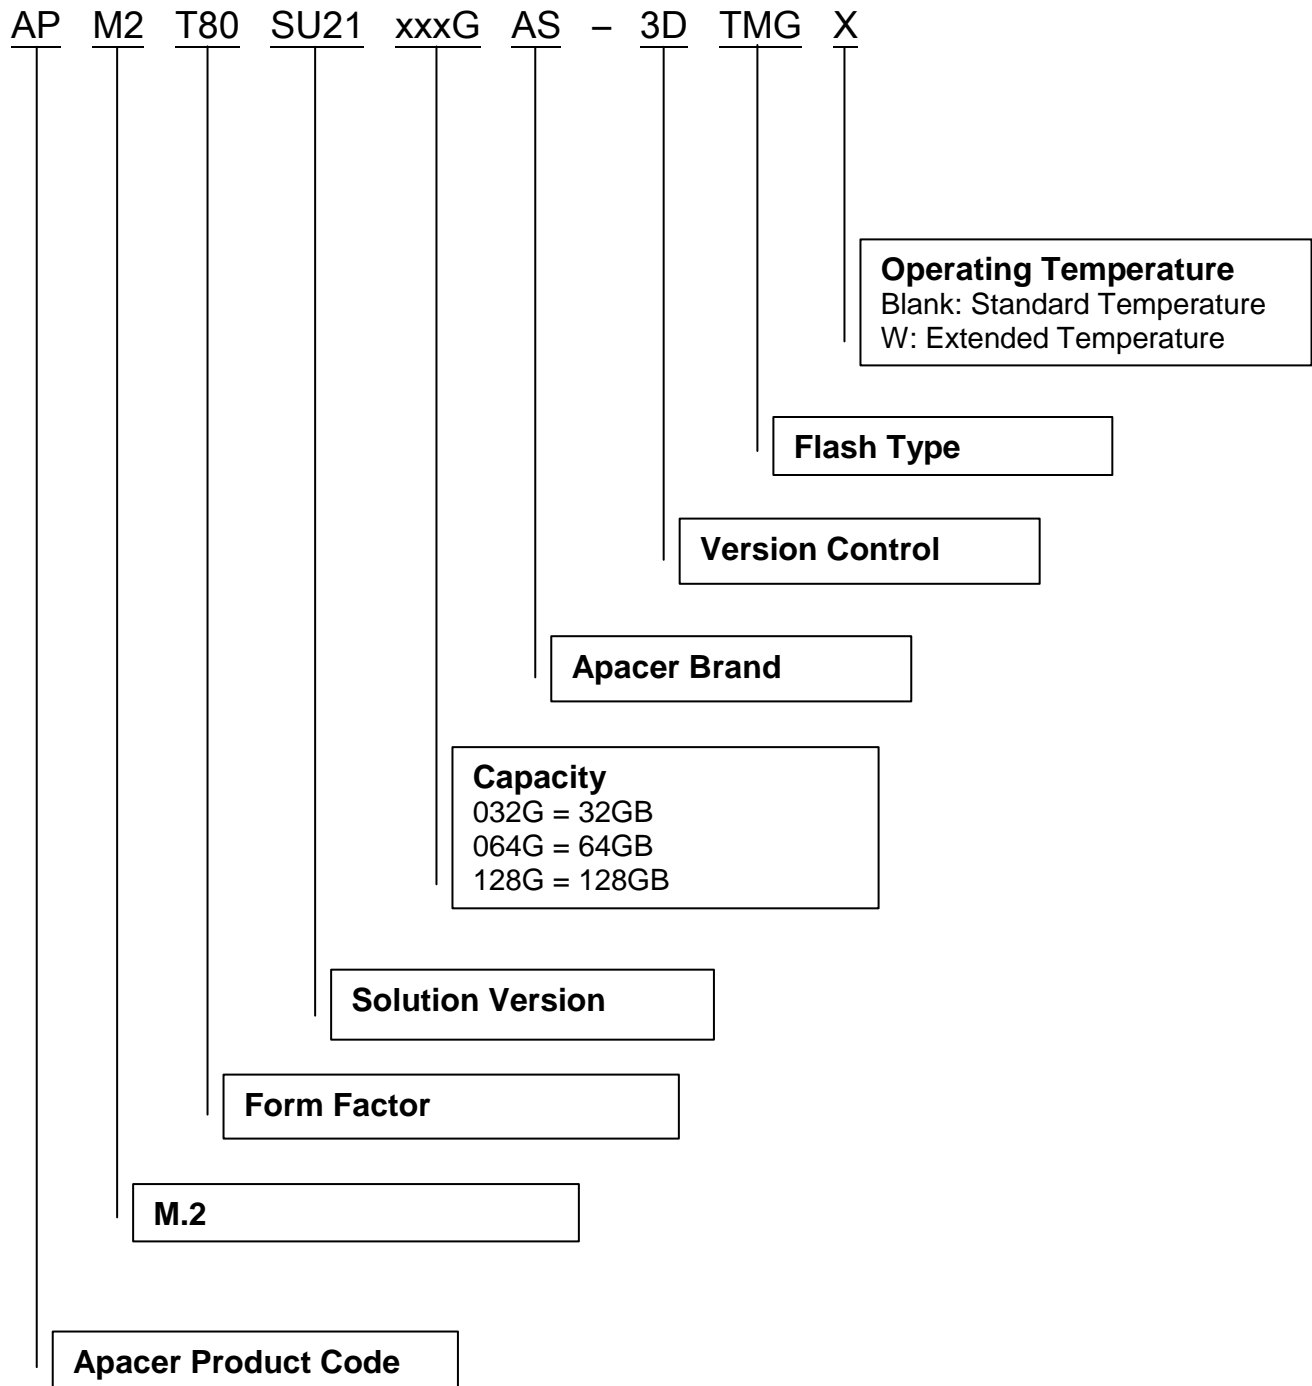 AP M2 T80 SU21 xxxG AS – 3D TMG X
Operating Temperature
Blank: Standard Temperature
W: Extended Temperature
Flash Type
Version Control
Apacer Brand
Capacity
032G = 32GB
064G = 64GB
128G = 128GB
Solution Version
Form Factor
M.2
Apacer Product Code